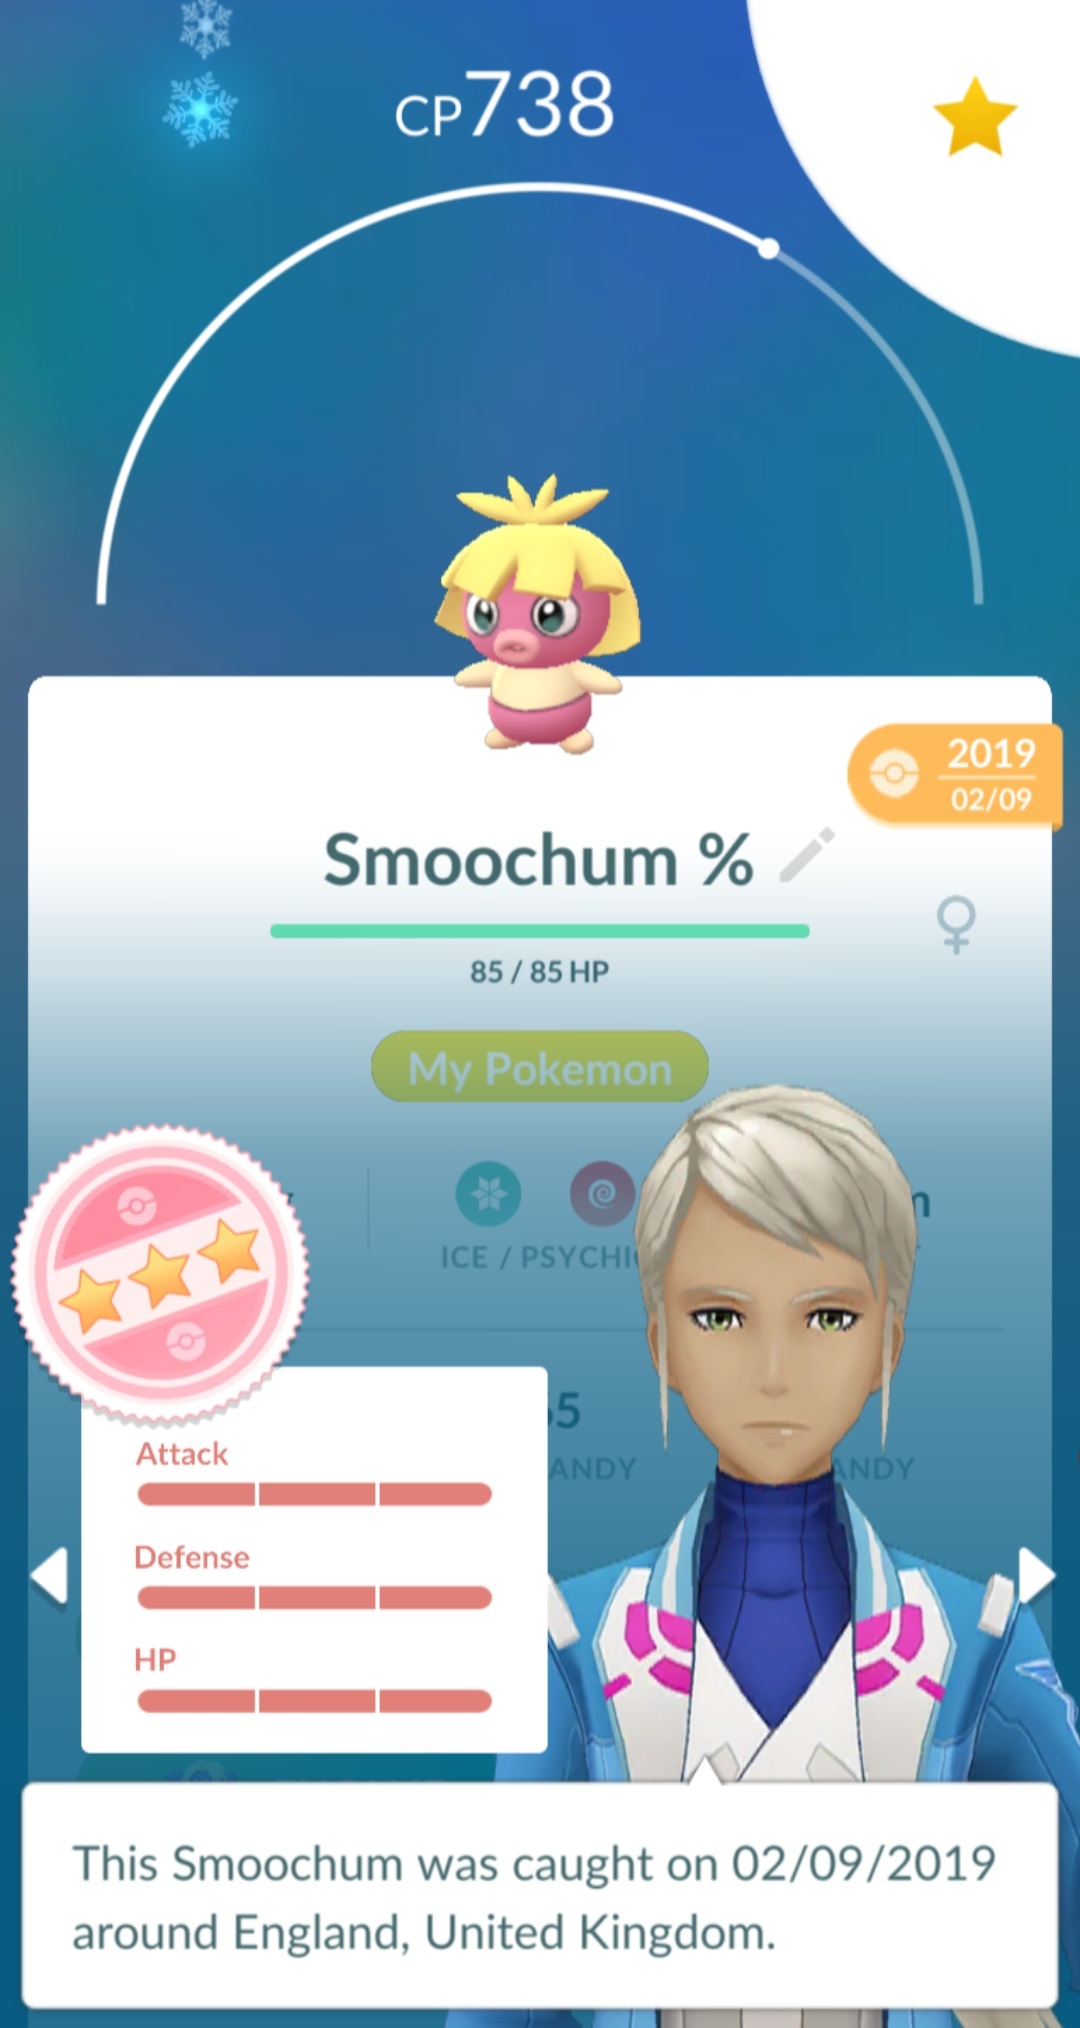 CP738
2019
02/09
Smoochum %
85 / 85 HP
My Pokemon
ICE / PSYCHI
Attack
Defense
HP
This Smoochum was caught on 02/09/2019
around England, United Kingdom.